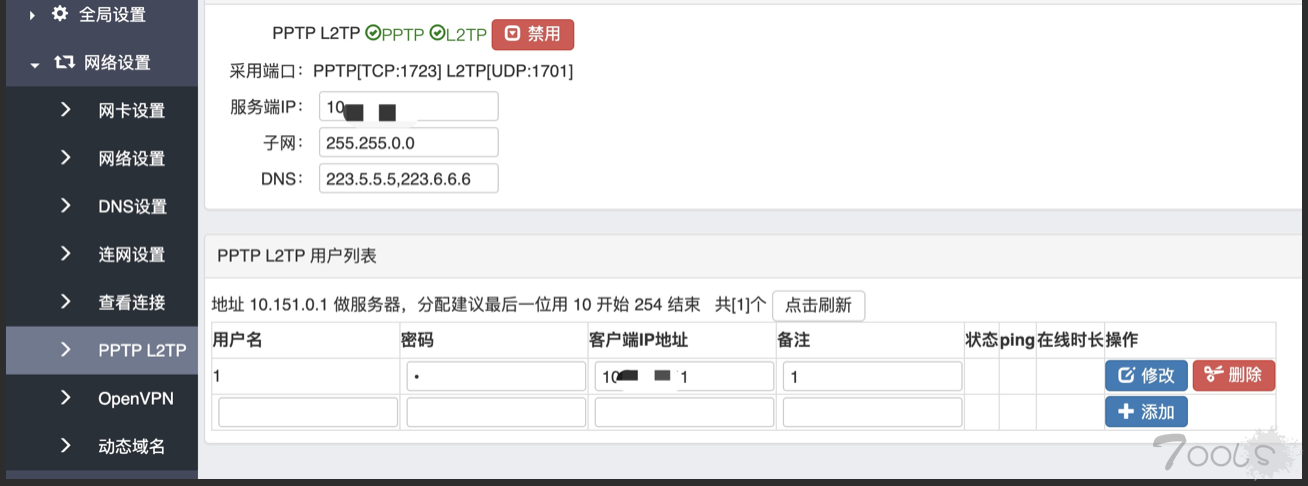 全局设置
网络设置
网卡设置
网络设置
DNS设置
连网设置
查看连接
PPTP L2TP
OpenVPN
动态域名
PPTP L2TP PPTP L2TP 禁用
采用端口: PPTP[TCP:1723] L2TP[UDP:1701]
服务端IP: 10
子网: 255.255.0.0
DNS: 223.5.5.5,223.6.6.6
PPTP L2TP 用户列表
地址 10.151.0.1 做服务器，分配建议最后一位用 10 开始 254 结束 共[1]个 点击刷新
用户名 密码 客户端IP地址 备注 状态 ping 在线时长 操作
1 • 10 1 1 修改 删除
添加
7ools